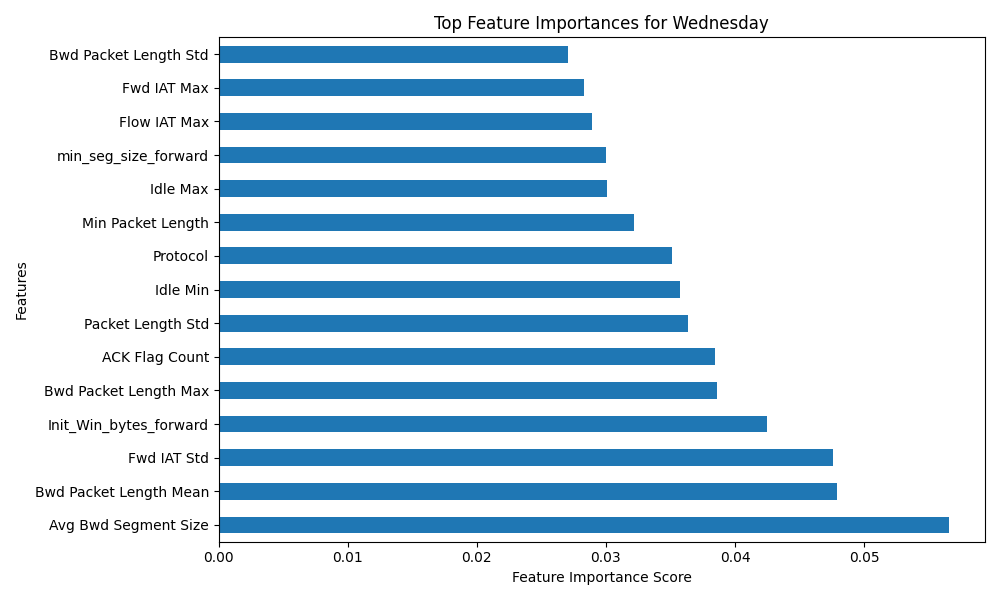 Top Feature Importances for Wednesday
Features
Bwd Packet Length Std
Fwd IAT Max
Flow IAT Max
min_seg_size_forward
Idle Max
Min Packet Length
Protocol
Idle Min
Packet Length Std
ACK Flag Count
Bwd Packet Length Max
Init_Win_bytes_forward
Fwd IAT Std
Bwd Packet Length Mean
Avg Bwd Segment Size
0.00 0.01 0.02 0.03 0.04 0.05
Feature Importance Score